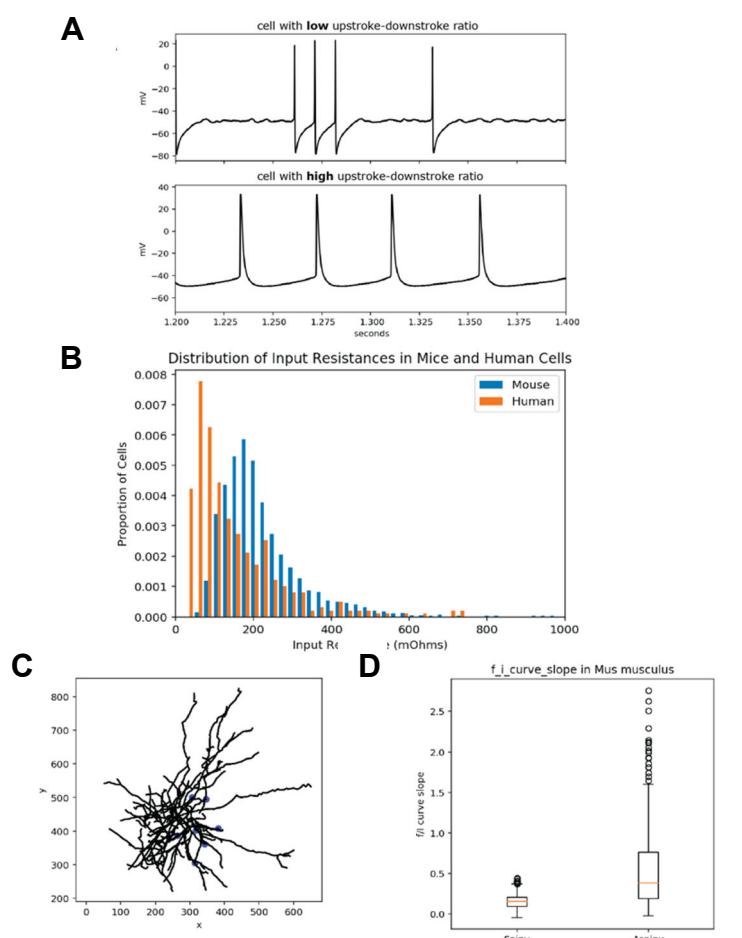 A
cell with low upstroke-downstroke ratio
20
0
−20
−40
−60
−80
mV
cell with high upstroke-downstroke ratio
40
20
0
−20
−40
−60
mV
1.200 1.225 1.250 1.275 1.300 1.325 1.350 1.375 1.400
seconds
B
Distribution of Input Resistances in Mice and Human Cells
Mouse
Human
0.008
0.007
0.006
0.005
0.004
0.003
0.002
0.001
0.000
Proportion of Cells
0 200 400 600 800 1000
Input (mOhms)
C
800
700
600
500
400
300
200
y
0 100 200 300 400 500 600
x
D
f_i_curve_slope in Mus musculus
2.5
2.0
1.5
1.0
0.5
0.0
f/I curve slope